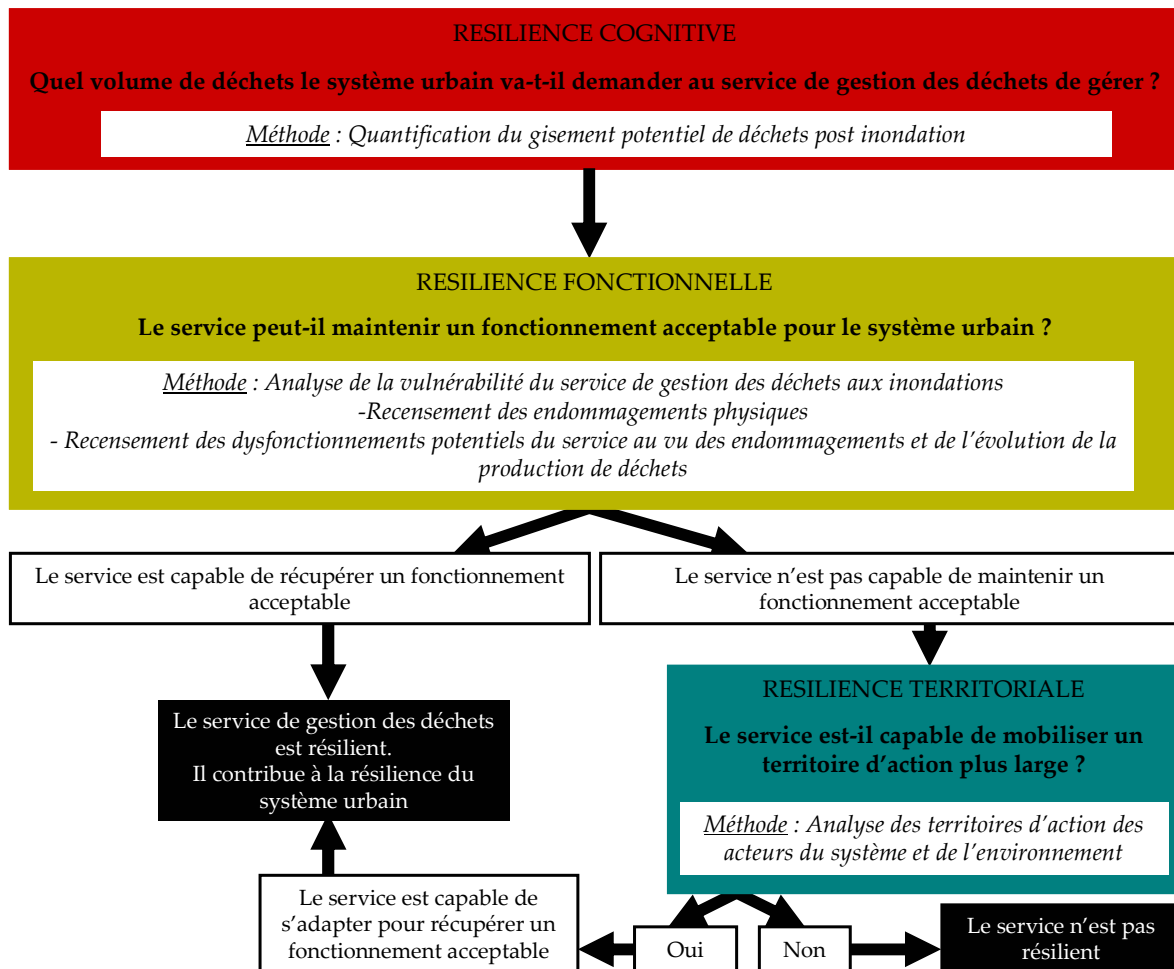 RESILIENCE COGNITIVE
Quel volume de déchets le système urbain va-t-il demander au service de gestion des déchets de gérer ?
Méthode : Quantification du gisement potentiel de déchets post inondation
RESILIENCE FONCTIONNELLE
Le service peut-il maintenir un fonctionnement acceptable pour le système urbain ?
Méthode : Analyse de la vulnérabilité du service de gestion des déchets aux inondations
-Recensement des endommagements physiques
- Recensement des dysfonctionnements potentiels du service au vu des endommagements et de l'évolution de la
production de déchets
Le service est capable de récupérer un fonctionnement
acceptable
Le service n'est pas capable de maintenir un
fonctionnement acceptable
RESILIENCE TERRITORIALE
Le service est-il capable de mobiliser un
territoire d'action plus large ?
Méthode : Analyse des territoires d'action des
acteurs du système et de l'environnement
Le service de gestion des déchets
est résilient.
Il contribue à la résilience du
système urbain
Le service est capable de
s'adapter pour récupérer un
fonctionnement acceptable
Oui
Non
Le service n'est pas
résilient